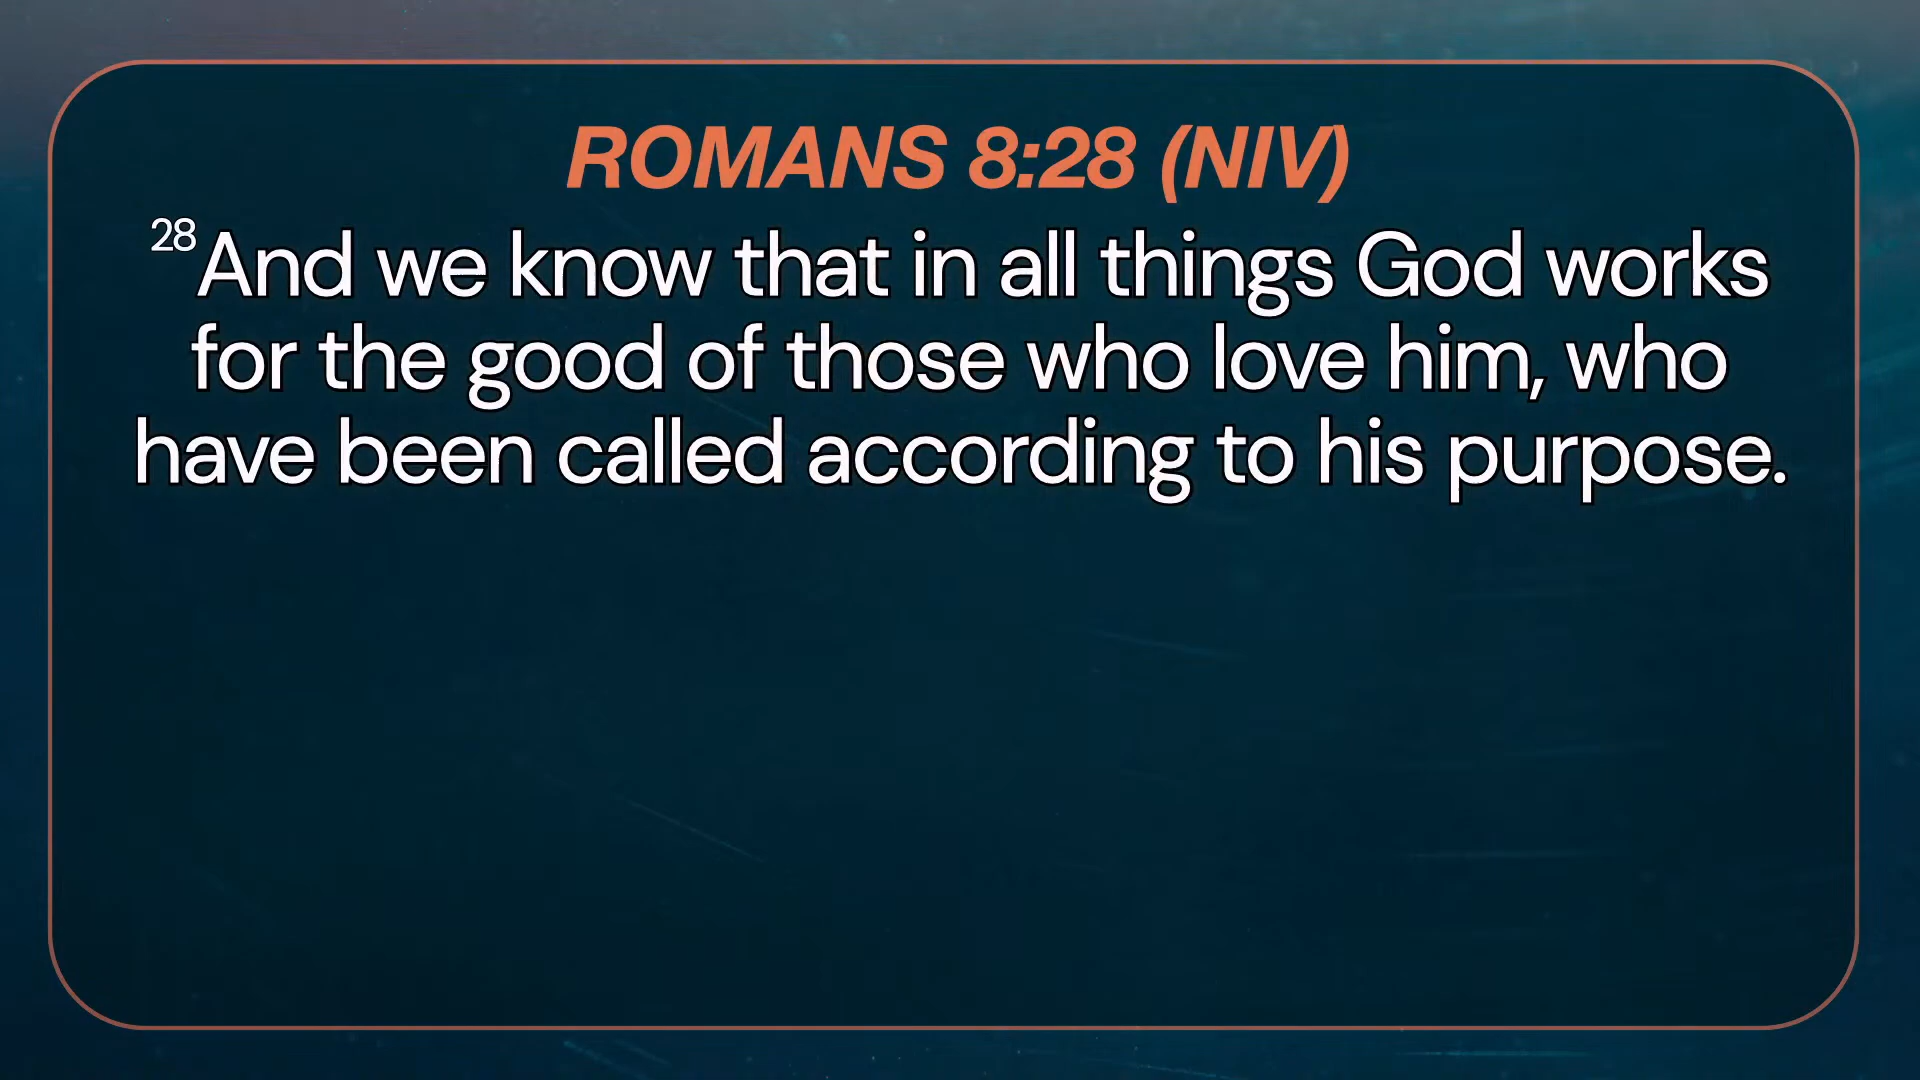 ROMANS 8:28 (NIV)
28And we know that in all things God works
for the good of those who love him, who
have been called according to his purpose.